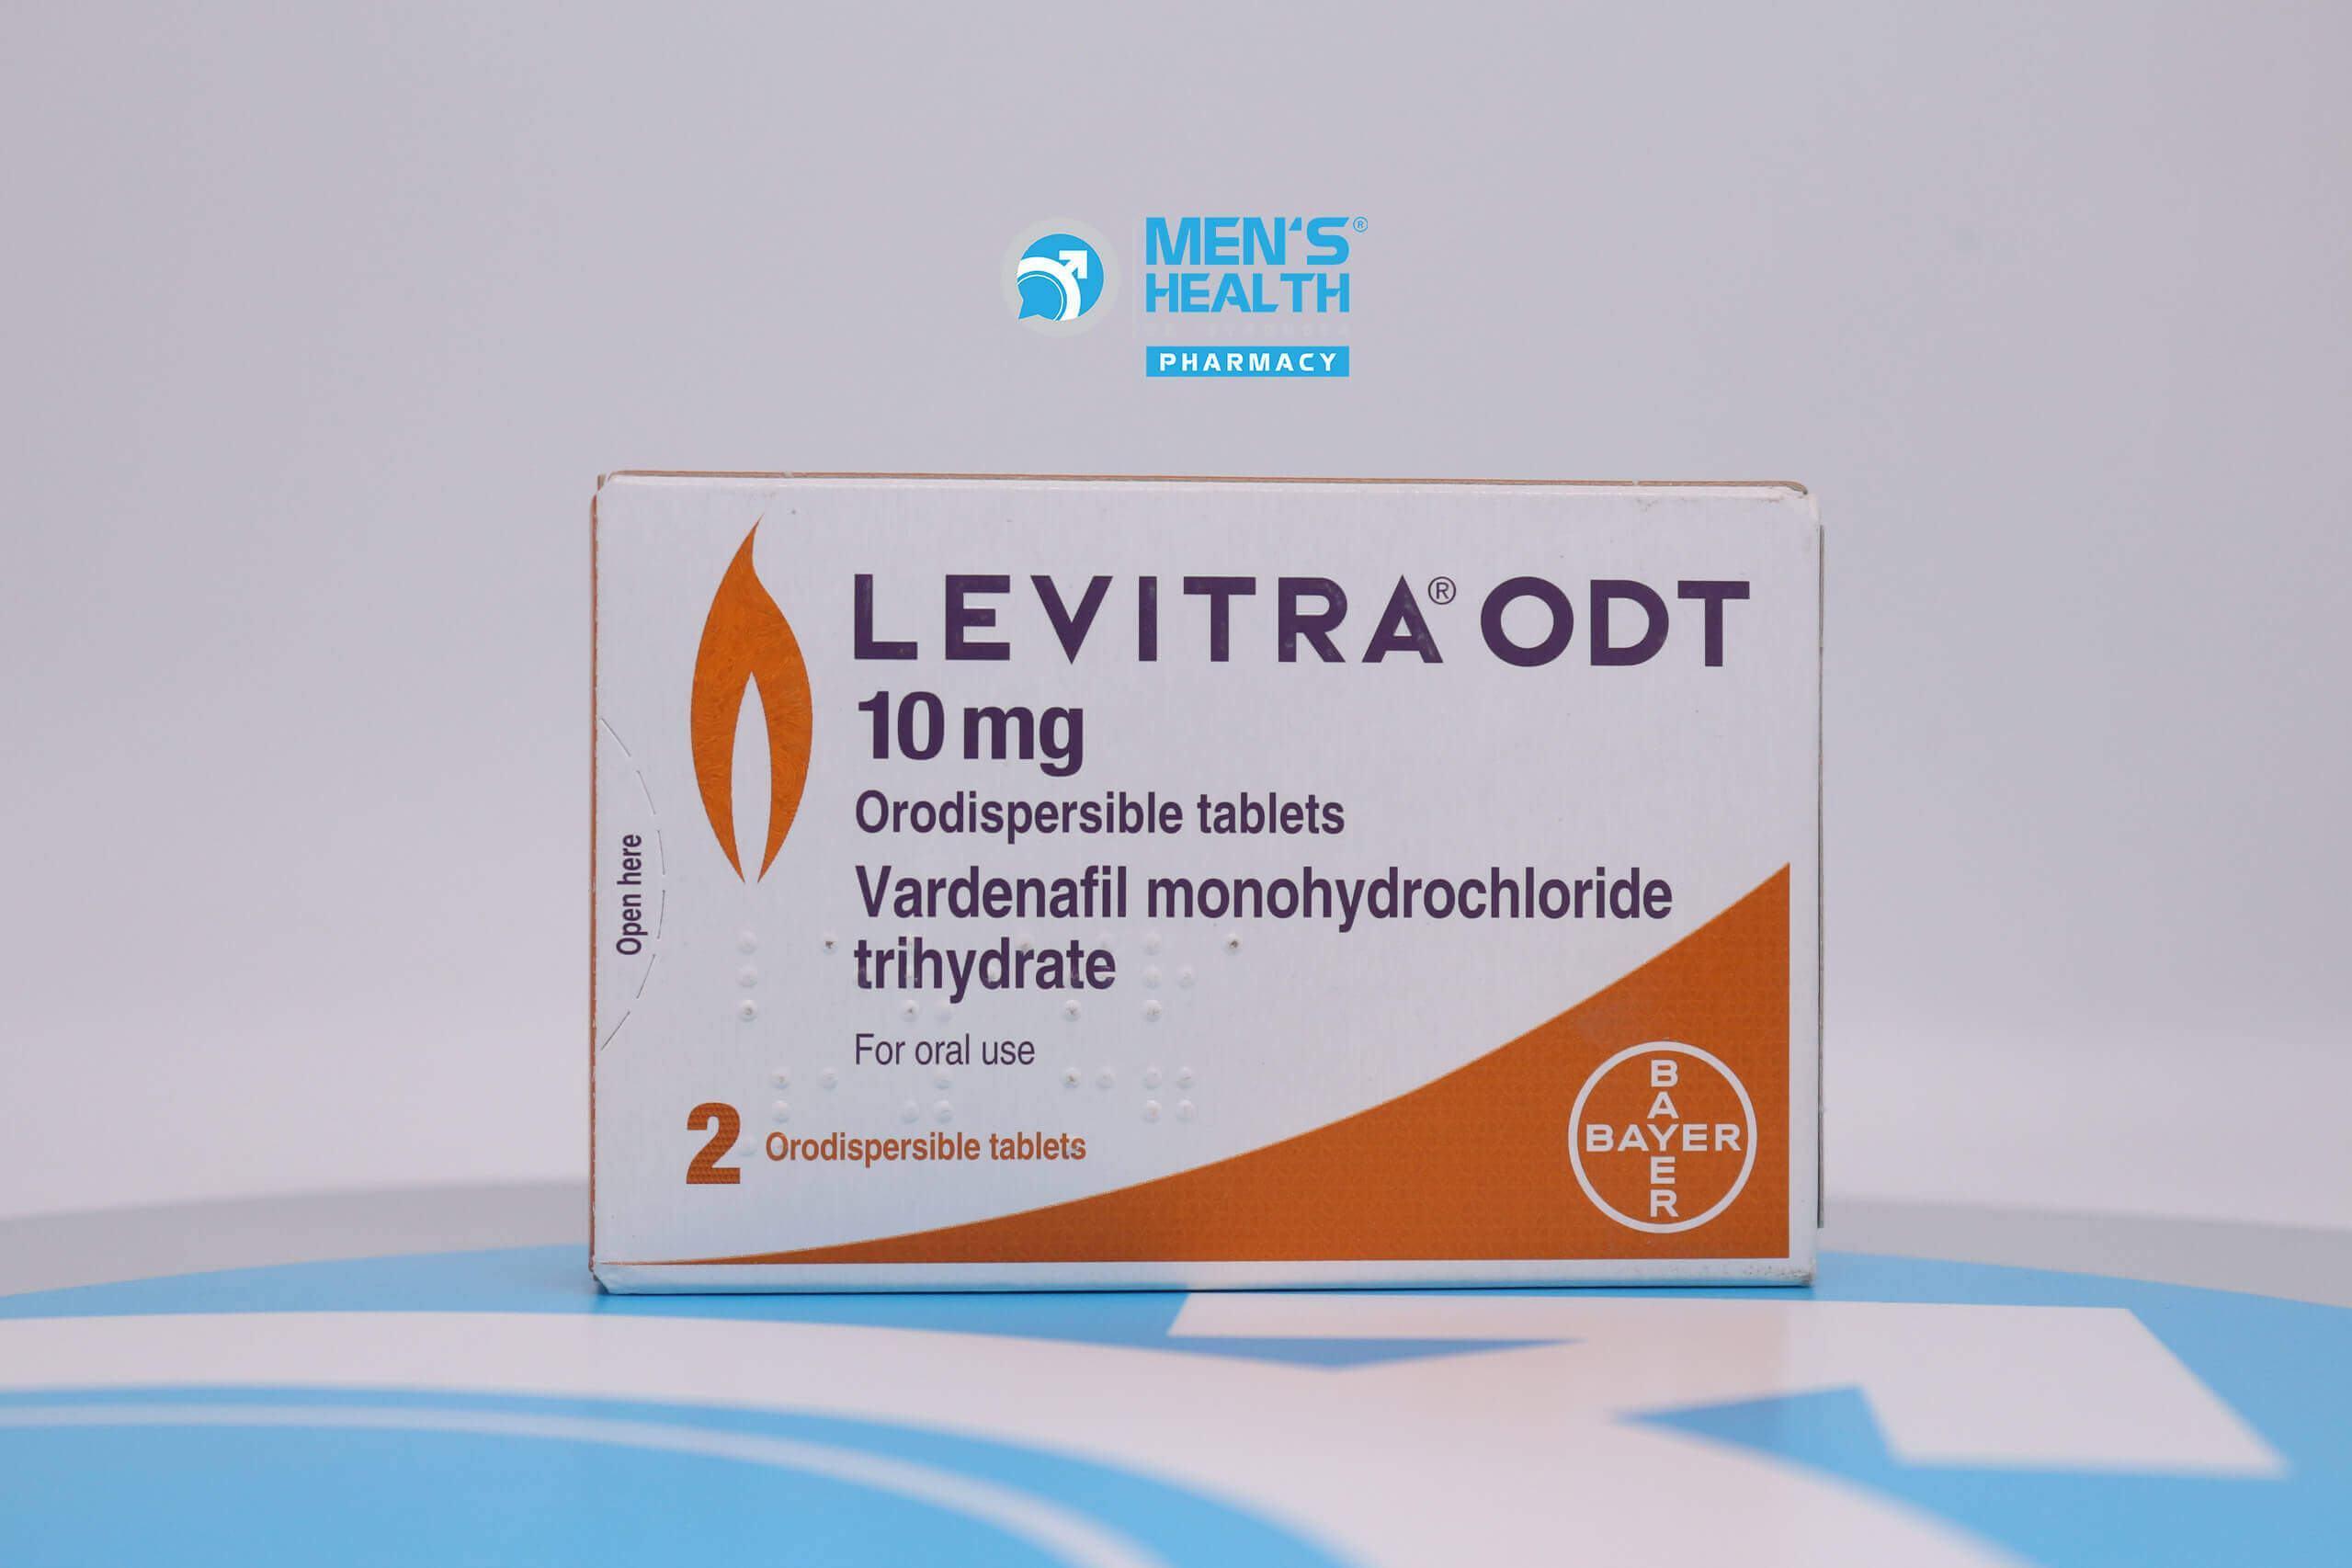 MEN'S®
HEALTH
PHARMACY
LEVITRA® ODT
10 mg
Orodispersible tablets
Vardenafil monohydrochloride
trihydrate
For oral use
2 Orodispersible tablets
Open here
BAYER
BAYER